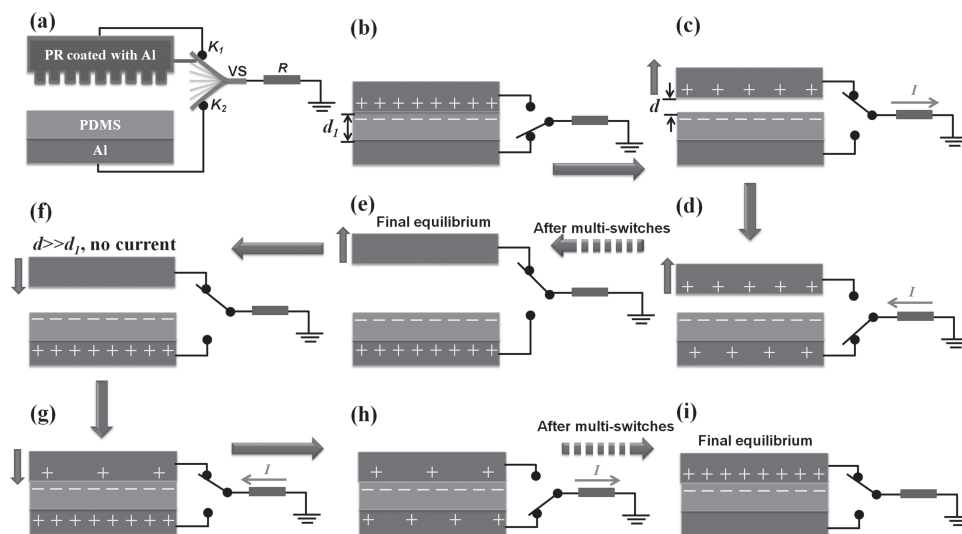 (a)
PR coated with Al
K1
VS
R
K2
PDMS
Al
(b)
+ + + + + + + +
d1
(c)
+ + + +
d
I
(f)
d>>d1, no current
+ + + + + + + +
(e)
Final equilibrium
After multi-switches
+ + + + + + + +
(d)
+ + + +
I
+ + + +
(g)
+ + +
I
+ + + + + + + +
(h)
+ + +
I
+ + + +
After multi-switches
(i)
Final equilibrium
+ + + + + + + +